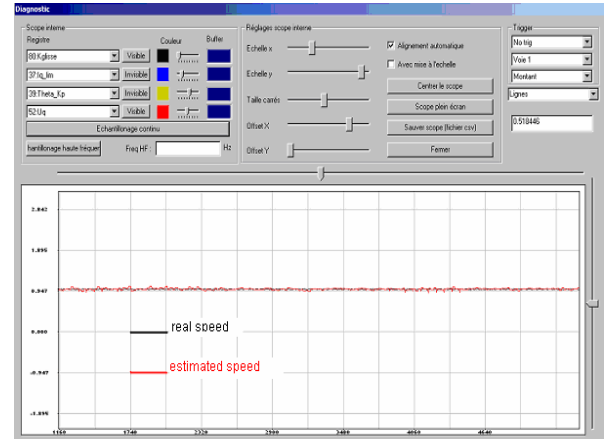 Diagnostic
Scope interne
Registre
Couleur
Buffer
80:Kglisse
Visible
37:Iq_lim
Invisible
39:Theta_Kp
Invisible
52:Uq
Visible
Echantillonage continu
hantillonage haute fréquer
Freq HF :
Hz
Réglages scope interne
Echelle x
Echelle y
Taille carrés
Offset X
Offset Y
Alignement automatique
Avec mise à l'echelle
Centrer le scope
Scope plein écran
Sauver scope (fichier csv)
Fermer
Trigger
No trig
Voie 1
Montant
Lignes
0.518446
2.842
1.895
0.947
0.000
-0.947
-1.895
real speed
estimated speed
1160 1740 2320 2900 3480 4060 4640